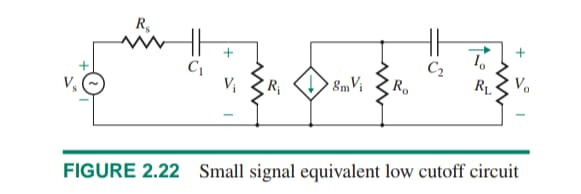 Rₛ
C₁
+
Vₛ
~
+
Vᵢ
Rᵢ
gₘVᵢ
Rₒ
C₂
Iₒ
R_L
+
Vₒ
FIGURE 2.22 Small signal equivalent low cutoff circuit